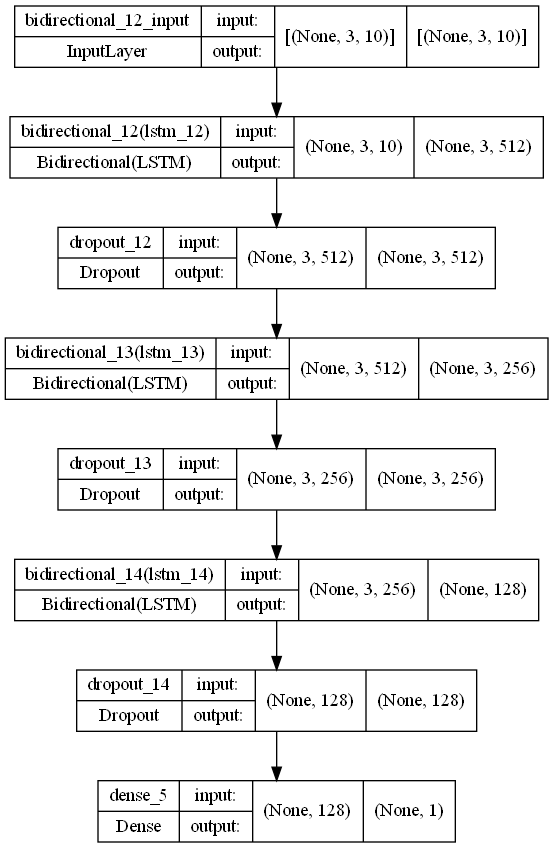 bidirectional_12_input input: [(None, 3, 10)] [(None, 3, 10)]
InputLayer output:
bidirectional_12(lstm_12) input: (None, 3, 10) (None, 3, 512)
Bidirectional(LSTM) output:
dropout_12 input: (None, 3, 512) (None, 3, 512)
Dropout output:
bidirectional_13(lstm_13) input: (None, 3, 512) (None, 3, 256)
Bidirectional(LSTM) output:
dropout_13 input: (None, 3, 256) (None, 3, 256)
Dropout output:
bidirectional_14(lstm_14) input: (None, 3, 256) (None, 128)
Bidirectional(LSTM) output:
dropout_14 input: (None, 128) (None, 128)
Dropout output:
dense_5 input: (None, 128) (None, 1)
Dense output: